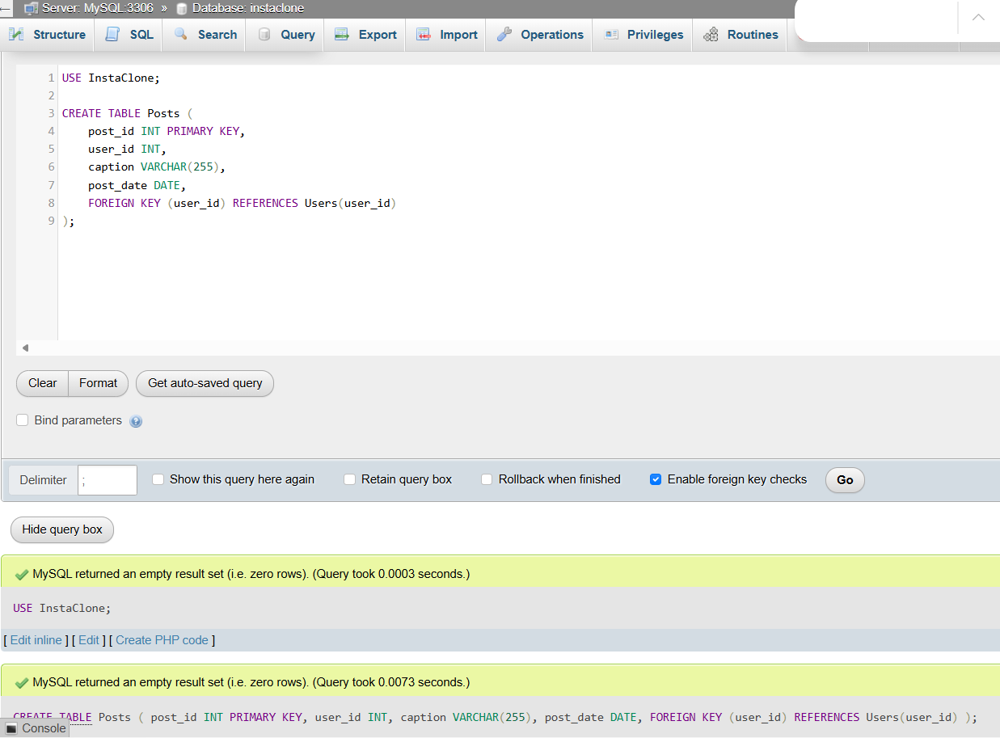 Server: MySQL:3306 » Database: instaclone
Structure SQL Search Query Export Import Operations Privileges Routines
1 USE InstaClone;
2
3 CREATE TABLE Posts (
4 post_id INT PRIMARY KEY,
5 user_id INT,
6 caption VARCHAR(255),
7 post_date DATE,
8 FOREIGN KEY (user_id) REFERENCES Users(user_id)
9 );
Clear Format Get auto-saved query
Bind parameters
Delimiter ; Show this query here again Retain query box Rollback when finished Enable foreign key checks Go
Hide query box
MySQL returned an empty result set (i.e. zero rows). (Query took 0.0003 seconds.)
USE InstaClone;
[ Edit inline ] [ Edit ] [ Create PHP code ]
MySQL returned an empty result set (i.e. zero rows). (Query took 0.0073 seconds.)
CREATE TABLE Posts ( post_id INT PRIMARY KEY, user_id INT, caption VARCHAR(255), post_date DATE, FOREIGN KEY (user_id) REFERENCES Users(user_id) );
Console